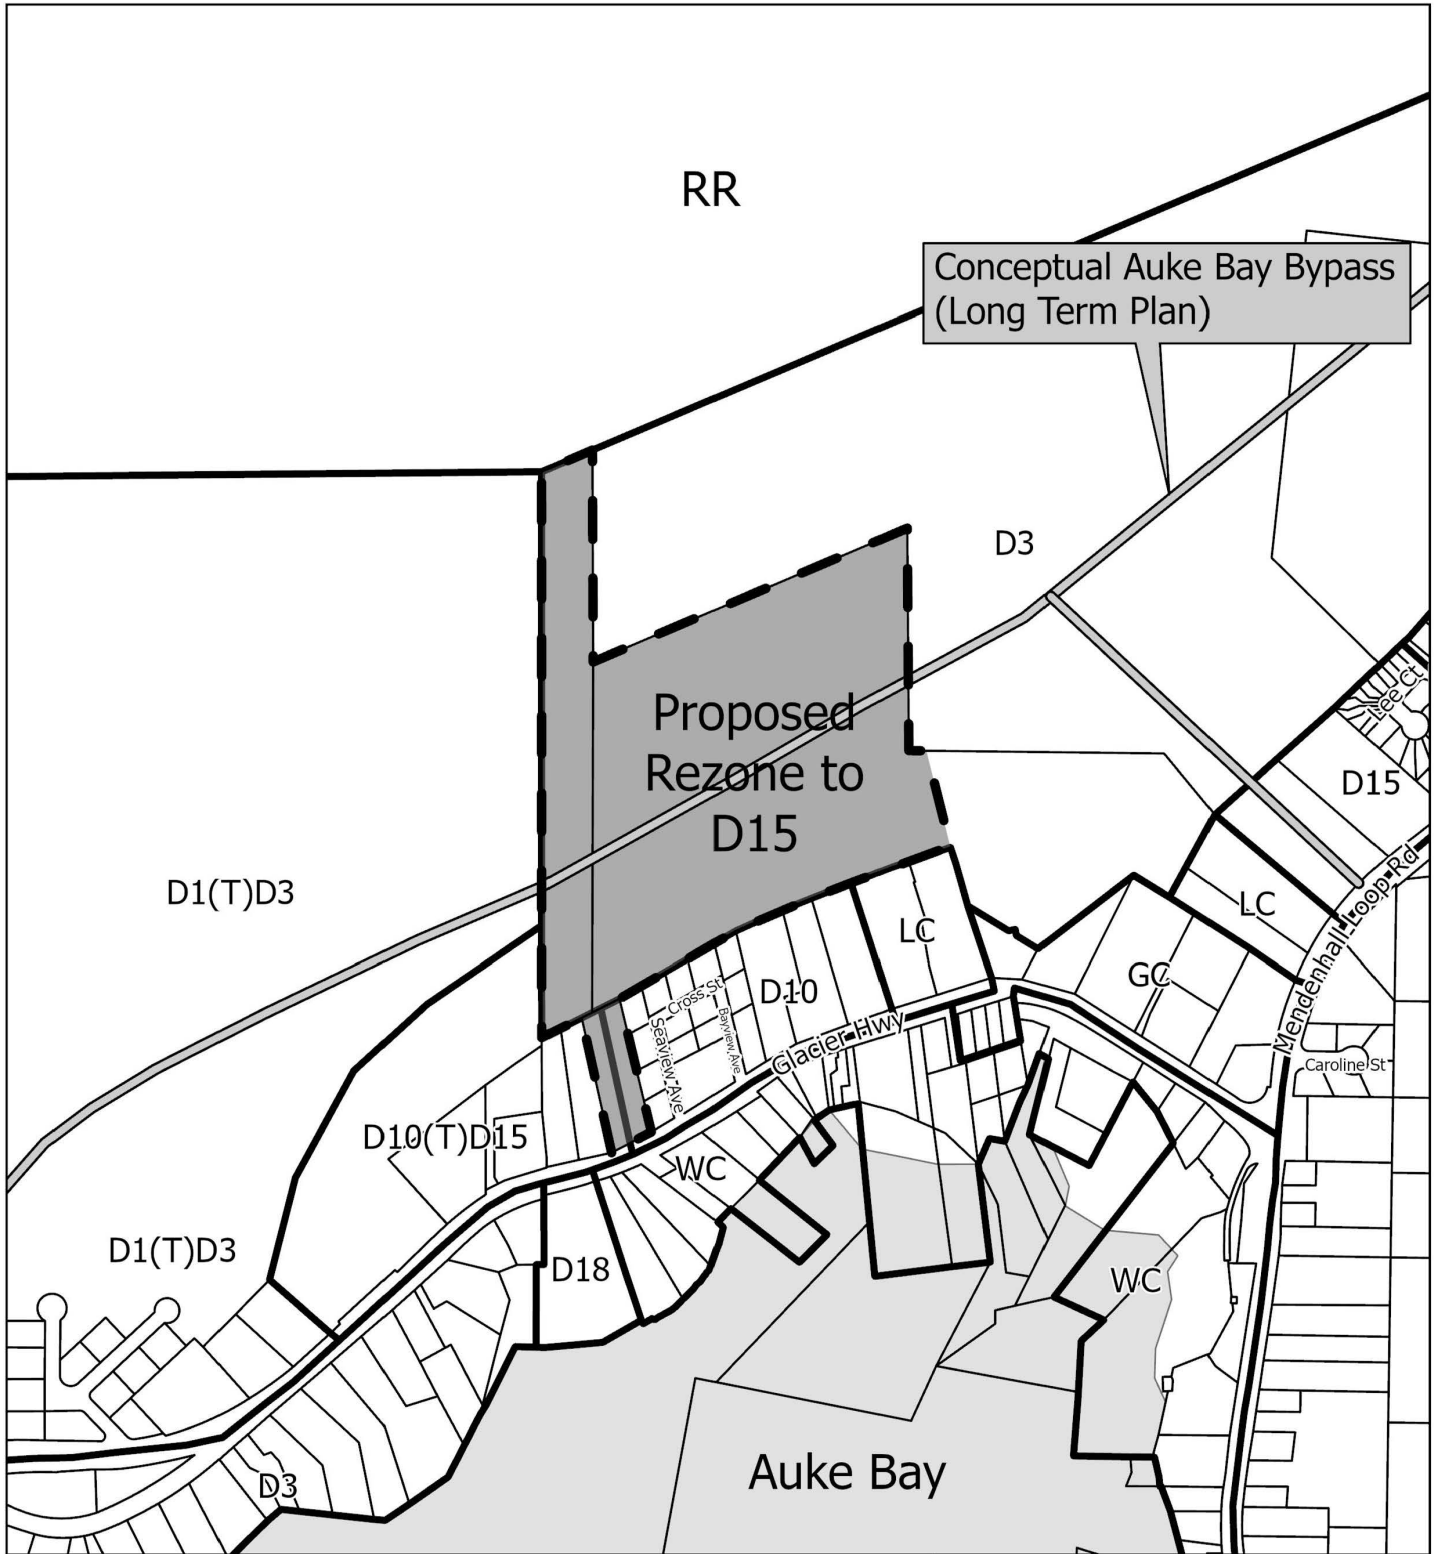 RR
Conceptual Auke Bay Bypass
(Long Term Plan)
D3
Proposed
Rezone to
D15
Lee Ct
D15
D1(T)D3
LC
LC
Mendenhall Loop Rd
GC
D10
Cross St
Seaview Ave
Bayview Ave
Glacier Hwy
Caroline St
D10(T)D15
WC
D1(T)D3
D18
WC
D3
Auke Bay